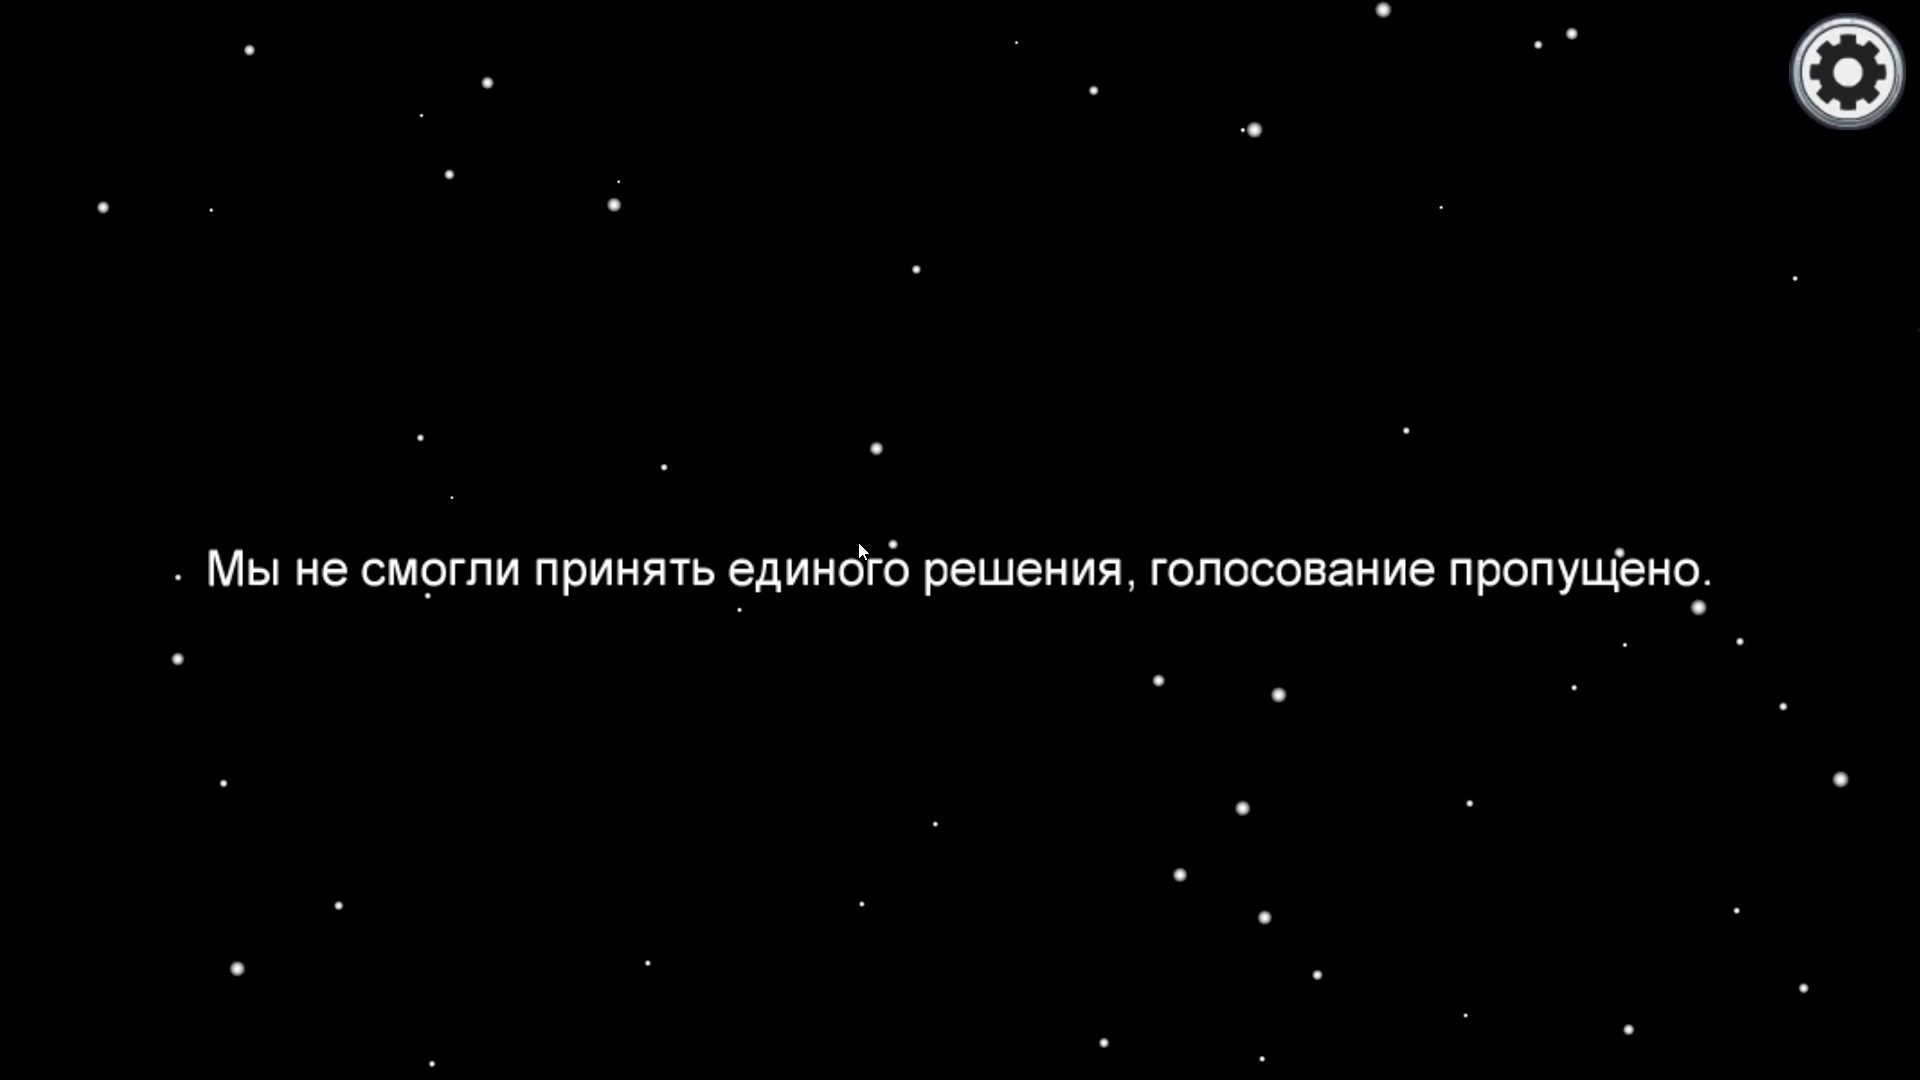 Мы не смогли принять единого решения, голосование пропущено.